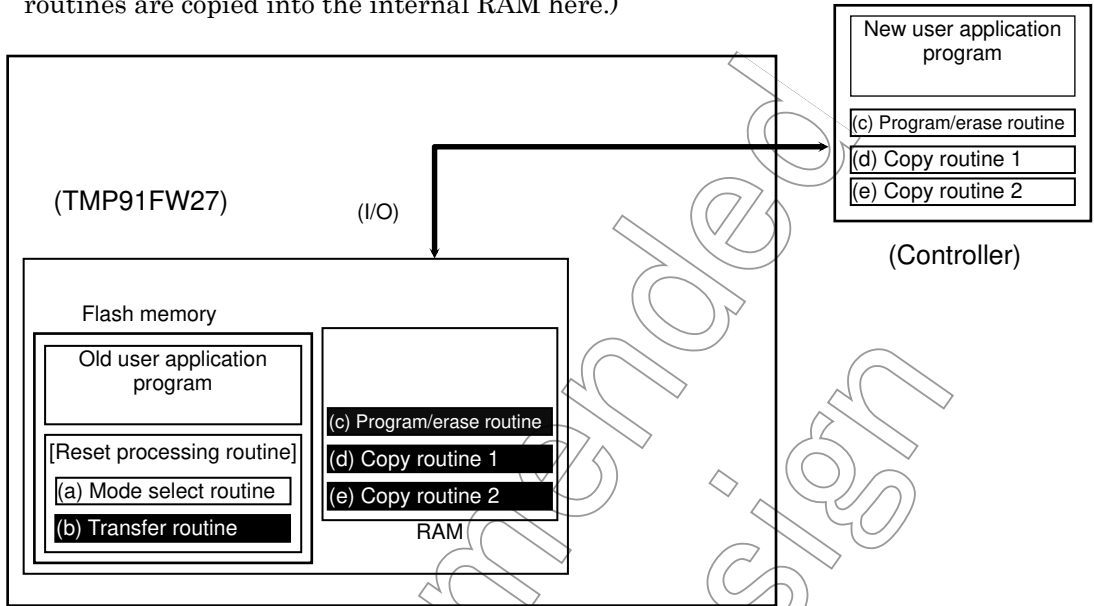 routines are copied into the internal RAM here.)
New user application
program
(c) Program/erase routine
(d) Copy routine 1
(e) Copy routine 2
(Controller)
(TMP91FW27)
(I/O)
Flash memory
Old user application
program
[Reset processing routine]
(a) Mode select routine
(b) Transfer routine
(c) Program/erase routine
(d) Copy routine 1
(e) Copy routine 2
RAM
mended
sign